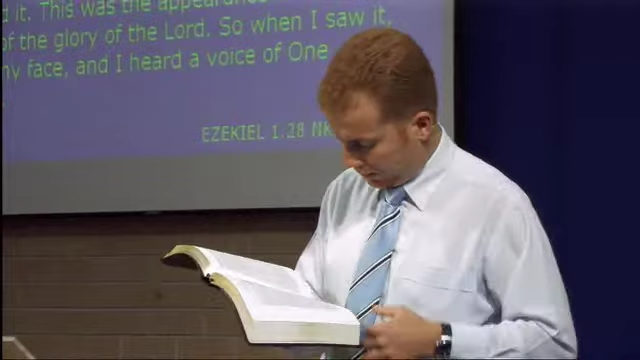 d it. This was the appearance
of the glory of the Lord. So when I saw it,
my face, and I heard a voice of One
EZEKIEL 1.28 NK